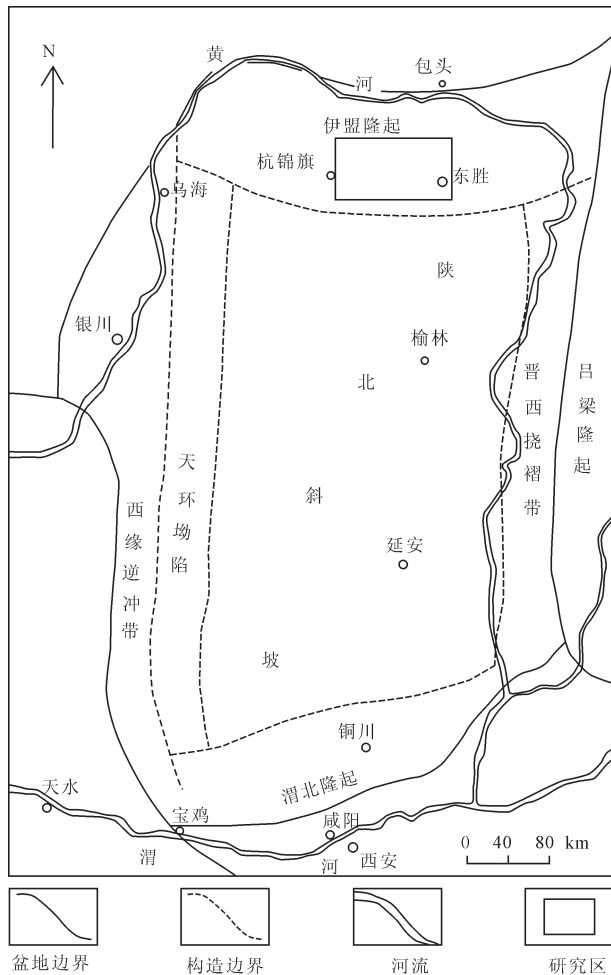 N
黄
河
包头
伊盟隆起
杭锦旗
东胜
乌海
陕
银川
榆林
北
晋西挠褶带
吕梁隆起
天环坳陷
斜
西缘逆冲带
延安
坡
铜川
渭北隆起
天水
宝鸡
咸阳
渭
河
西安
0 40 80 km
盆地边界
构造边界
河流
研究区